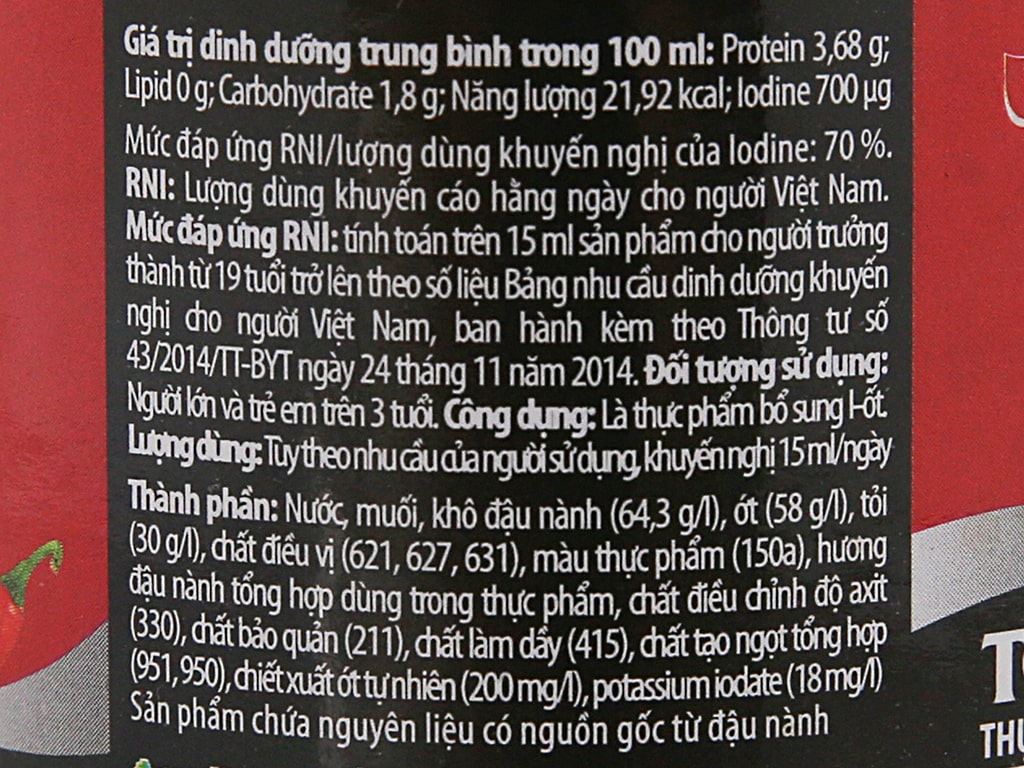 Giá trị dinh dưỡng trung bình trong 100 ml: Protein 3,68 g;
Lipid 0 g; Carbohydrate 1,8 g; Năng lượng 21,92 kcal; Iodine 700 µg
Mức đáp ứng RNI/lượng dùng khuyến nghị của Iodine: 70 %.
RNI: Lượng dùng khuyến cáo hằng ngày cho người Việt Nam.
Mức đáp ứng RNI: tính toán trên 15 ml sản phẩm cho người trưởng
thành từ 19 tuổi trở lên theo số liệu Bảng nhu cầu dinh dưỡng khuyến
nghị cho người Việt Nam, ban hành kèm theo Thông tư số
43/2014/TT-BYT ngày 24 tháng 11 năm 2014. Đối tượng sử dụng:
Người lớn và trẻ em trên 3 tuổi. Công dụng: Là thực phẩm bổ sung I-ốt.
Lượng dùng: Tùy theo nhu cầu của người sử dụng, khuyến nghị 15 ml/ngày
Thành phần: Nước, muối, khô đậu nành (64,3 g/l), ớt (58 g/l), tỏi
(30 g/l), chất điều vị (621, 627, 631), màu thực phẩm (150a), hương
đậu nành tổng hợp dùng trong thực phẩm, chất điều chỉnh độ axit
(330), chất bảo quản (211), chất làm dầy (415), chất tạo ngọt tổng hợp
(951, 950), chiết xuất ớt tự nhiên (200 mg/l), potassium iodate (18 mg/l)
Sản phẩm chứa nguyên liệu có nguồn gốc từ đậu nành